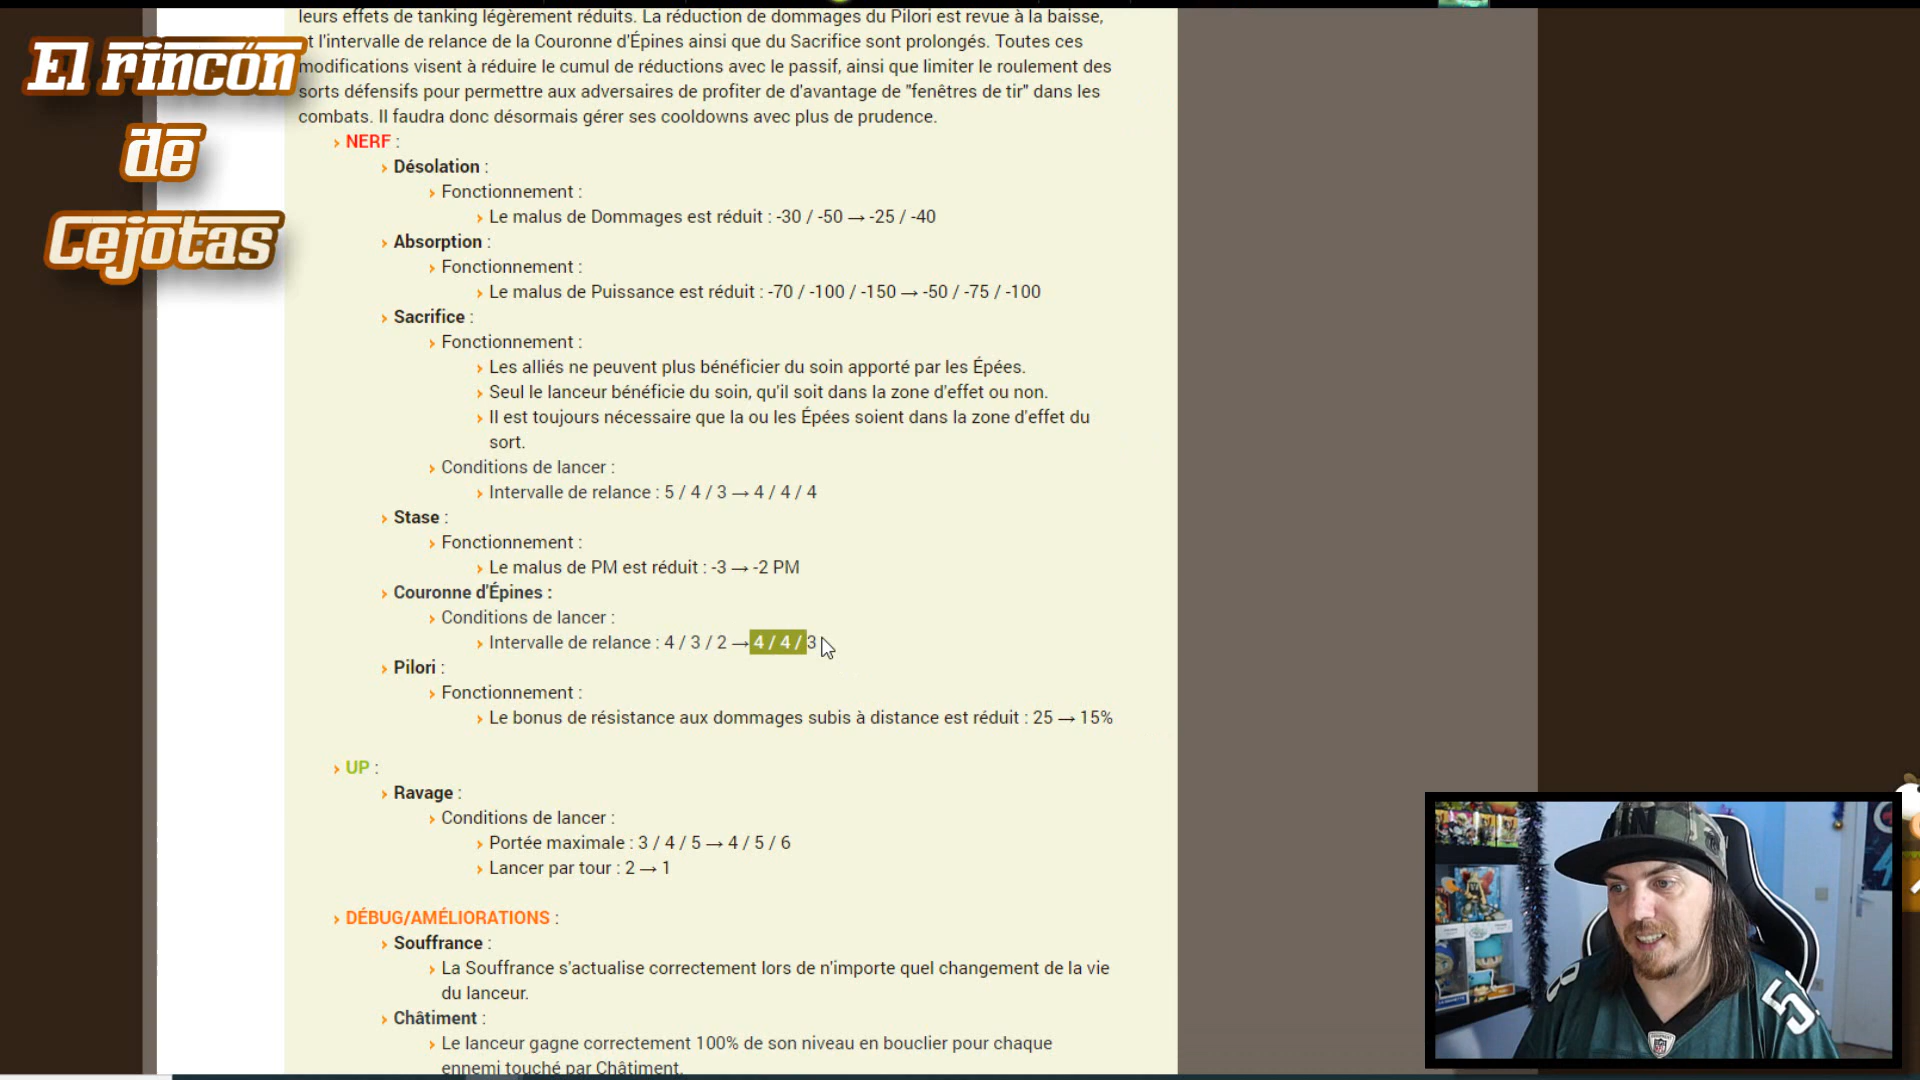 El rincón
de
Cejotas
leurs effets de tanking légèrement réduits. La réduction de dommages du Pilori est revue à la baisse,
t l'intervalle de relance de la Couronne d'Épines ainsi que du Sacrifice sont prolongés. Toutes ces
modifications visent à réduire le cumul de réductions avec le passif, ainsi que limiter le roulement des
sorts défensifs pour permettre aux adversaires de profiter de d'avantage de "fenêtres de tir" dans les
combats. Il faudra donc désormais gérer ses cooldowns avec plus de prudence.
› NERF :
› Désolation :
› Fonctionnement :
› Le malus de Dommages est réduit : -30 / -50 → -25 / -40
› Absorption :
› Fonctionnement :
› Le malus de Puissance est réduit : -70 / -100 / -150 → -50 / -75 / -100
› Sacrifice :
› Fonctionnement :
› Les alliés ne peuvent plus bénéficier du soin apporté par les Épées.
› Seul le lanceur bénéficie du soin, qu'il soit dans la zone d'effet ou non.
› Il est toujours nécessaire que la ou les Épées soient dans la zone d'effet du
sort.
› Conditions de lancer :
› Intervalle de relance : 5 / 4 / 3 → 4 / 4 / 4
› Stase :
› Fonctionnement :
› Le malus de PM est réduit : -3 → -2 PM
› Couronne d'Épines :
› Conditions de lancer :
› Intervalle de relance : 4 / 3 / 2 → 4 / 4 / 3
› Pilori :
› Fonctionnement :
› Le bonus de résistance aux dommages subis à distance est réduit : 25 → 15%
› UP :
› Ravage :
› Conditions de lancer :
› Portée maximale : 3 / 4 / 5 → 4 / 5 / 6
› Lancer par tour : 2 → 1
› DÉBUG/AMÉLIORATIONS :
› Souffrance :
› La Souffrance s'actualise correctement lors de n'importe quel changement de la vie
du lanceur.
› Châtiment :
› Le lanceur gagne correctement 100% de son niveau en bouclier pour chaque
ennemi touché par Châtiment.